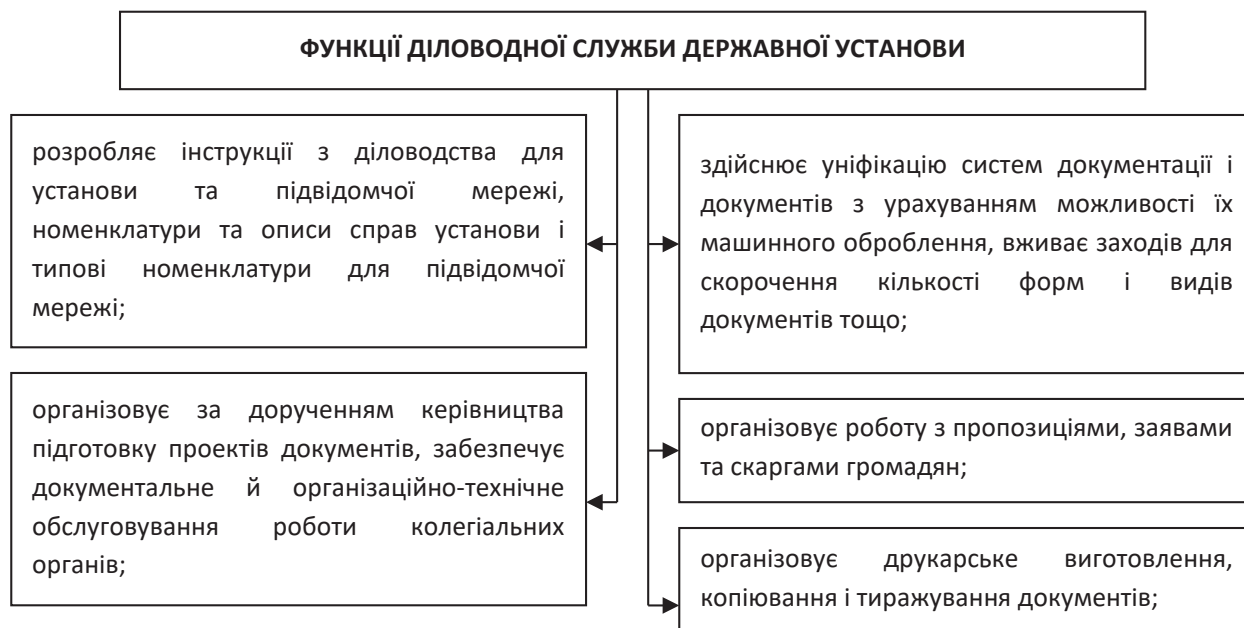 ФУНКЦІЇ ДІЛОВОДНОЇ СЛУЖБИ ДЕРЖАВНОЇ УСТАНОВИ
розробляє інструкції з діловодства для
установи та підвідомчої мережі,
номенклатури та описи справ установи і
типові номенклатури для підвідомчої
мережі;
організовує за дорученням керівництва
підготовку проектів документів, забезпечує
документальне й організаційно-технічне
обслуговування роботи колегіальних
органів;
здійснює уніфікацію систем документації і
документів з урахуванням можливості їх
машинного оброблення, вживає заходів для
скорочення кількості форм і видів
документів тощо;
організовує роботу з пропозиціями, заявами
та скаргами громадян;
організовує друкарське виготовлення,
копіювання і тиражування документів;